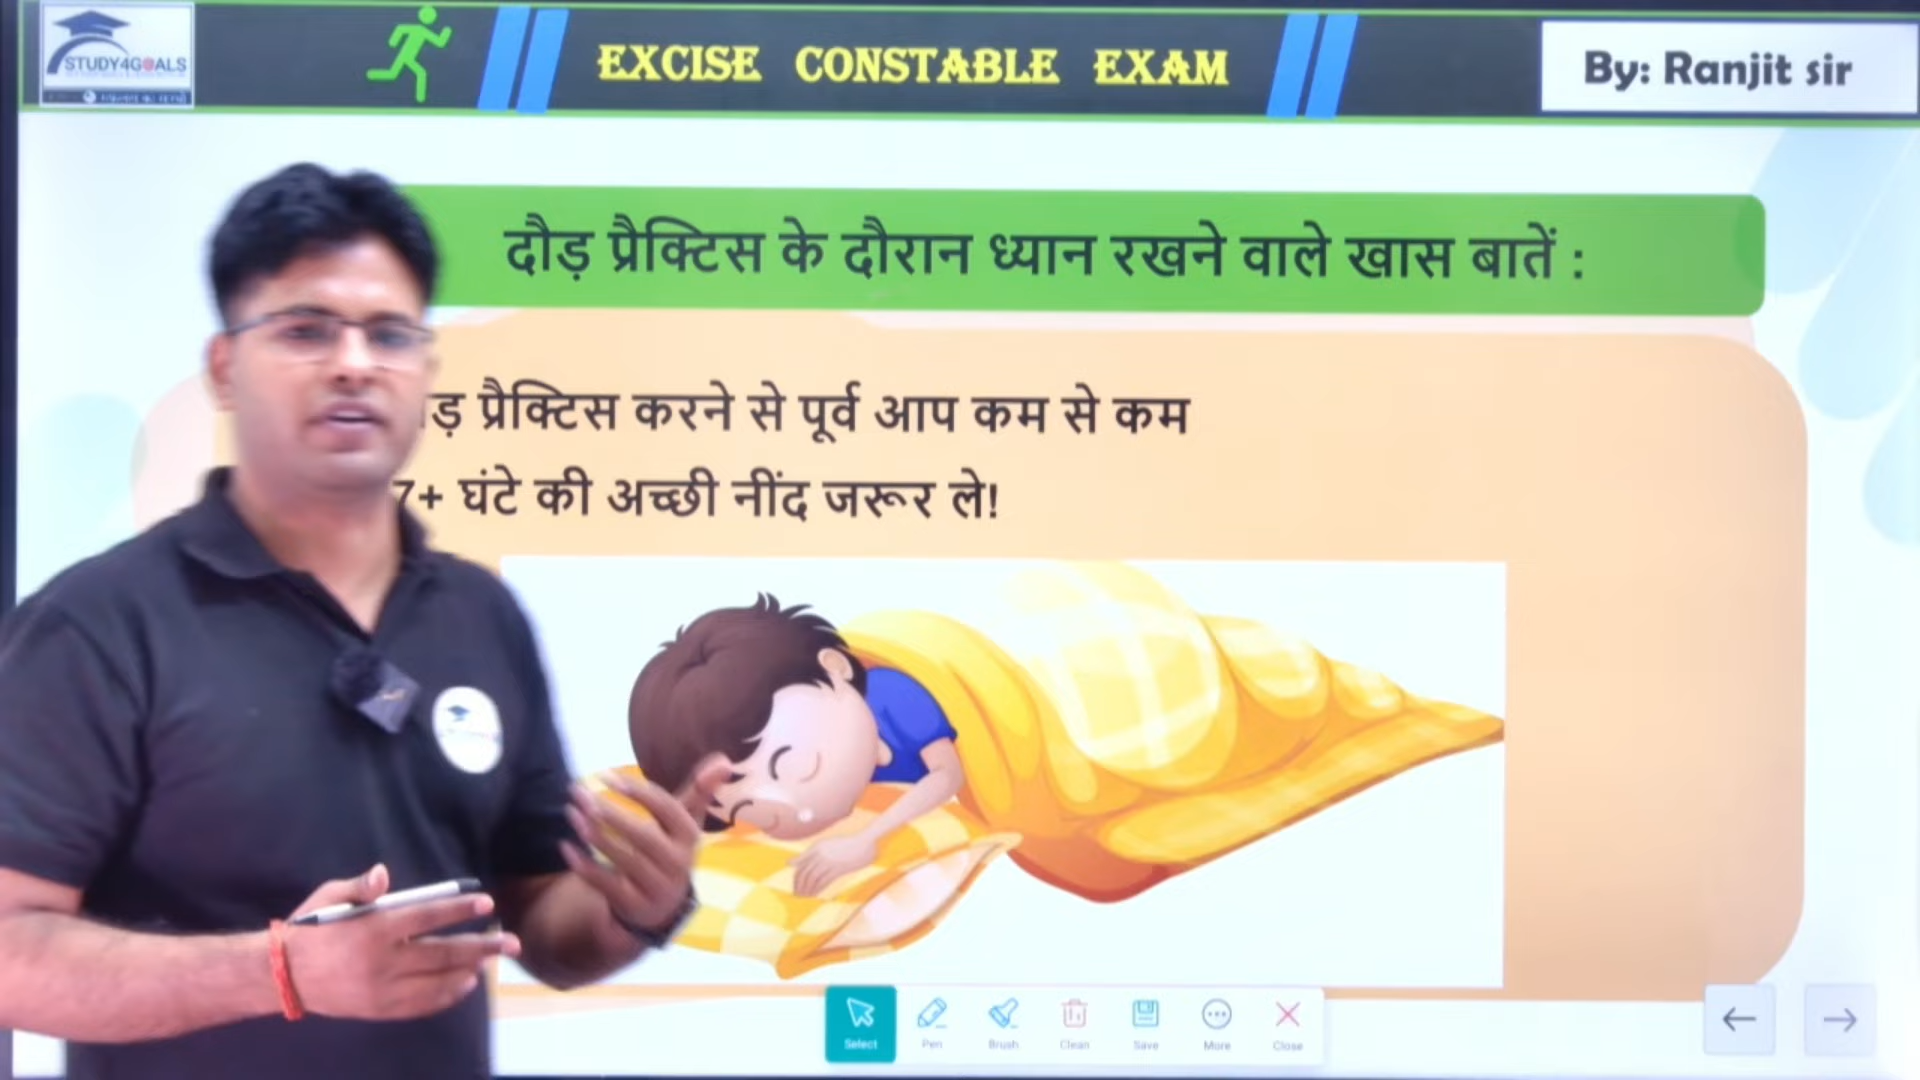 STUDY4GOALS
EXCISE CONSTABLE EXAM
By: Ranjit sir
दौड़ प्रैक्टिस के दौरान ध्यान रखने वाले खास बातें :
प्रैक्टिस करने से पूर्व आप कम से कम
7+ घंटे की अच्छी नींद जरूर ले!
Select Pen Brush Clean Save More Close